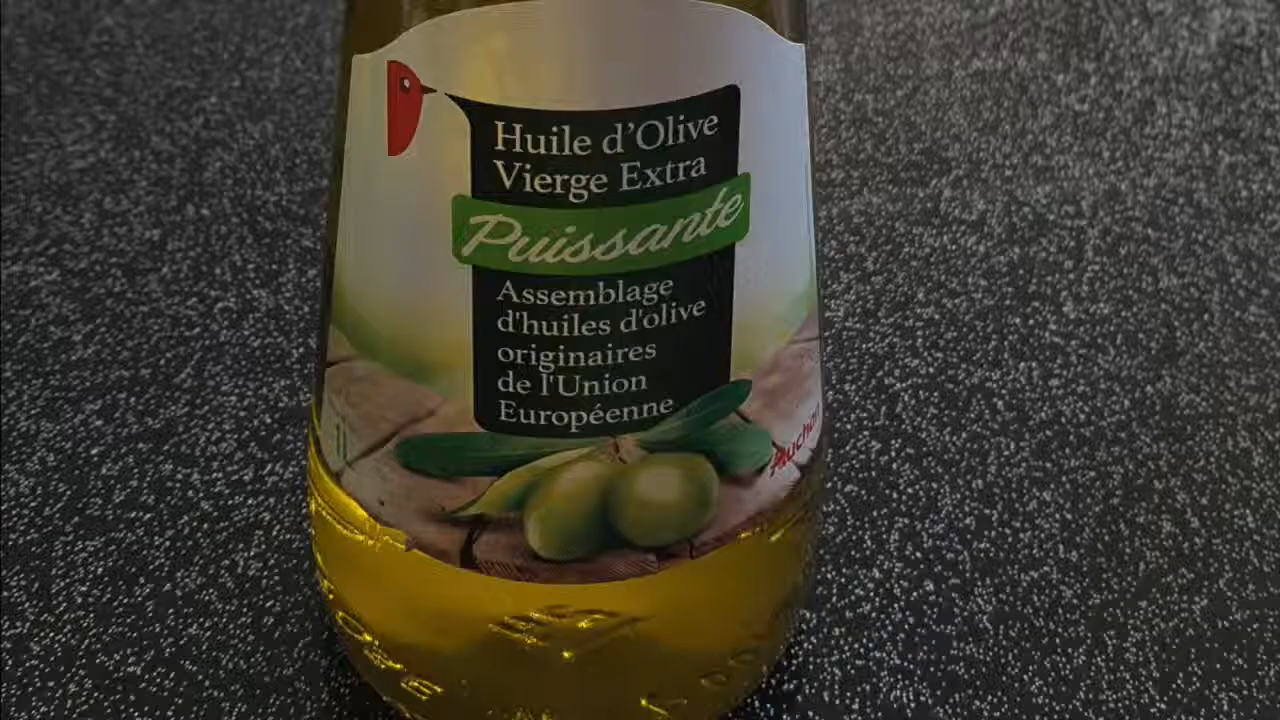 Huile d'Olive
Vierge Extra
Puissante
Assemblage
d'huiles d'olive
originaires
de l'Union
Européenne
Auchan